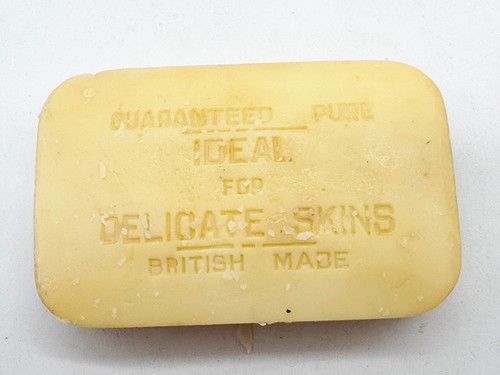 GUARANTEED PURE
IDEAL
FOR
DELICATE SKINS
BRITISH MADE